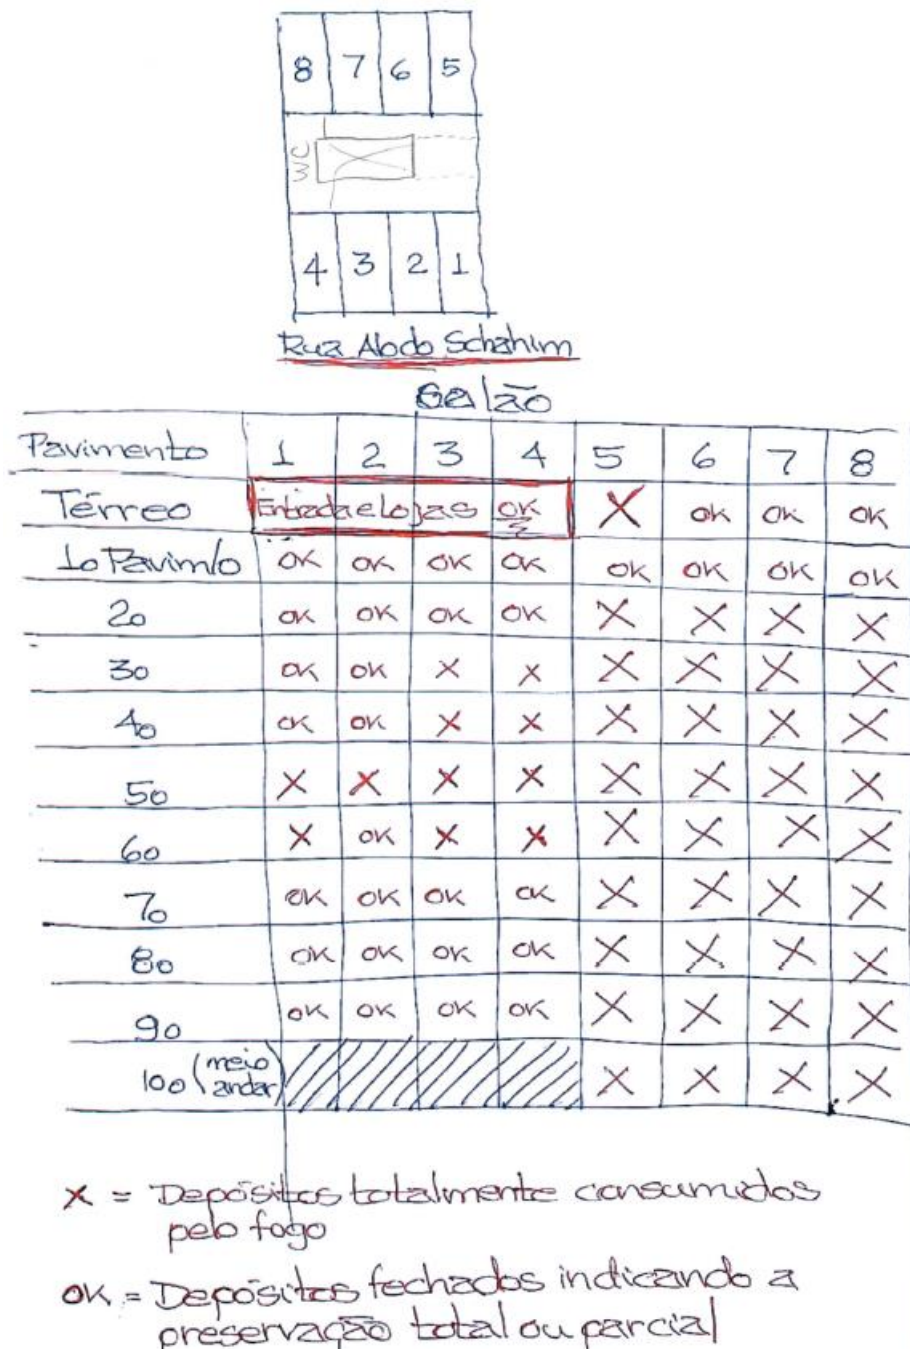 8 7 6 5
WC
4 3 2 1
Rua Abdo Schahim
Galão
Pavimento 1 2 3 4 5 6 7 8
Térreo Entrada e lojas OK X OK OK OK
1o Pavimto OK OK OK OK OK OK OK OK
2o OK OK OK OK X X X X
3o OK OK X X X X X X
4o OK OK X X X X X X
5o X X X X X X X X
6o X OK X X X X X X
7o OK OK OK OK X X X X
8o OK OK OK OK X X X X
9o OK OK OK OK X X X X
10o (meio andar) X X X X
X = Depósitos totalmente consumidos
pelo fogo
OK = Depósitos fechados indicando a
preservação total ou parcial